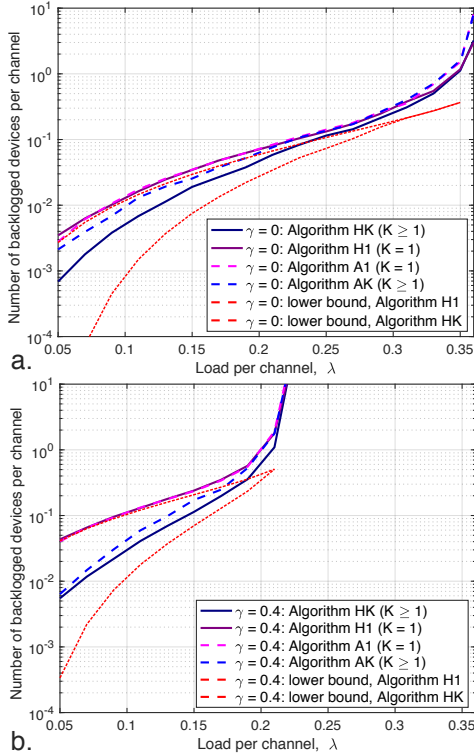 10^1
10^0
10^-1
10^-2
10^-3
10^-4
Number of backlogged devices per channel
γ = 0: Algorithm HK (K ≥ 1)
γ = 0: Algorithm H1 (K = 1)
γ = 0: Algorithm A1 (K = 1)
γ = 0: Algorithm AK (K ≥ 1)
γ = 0: lower bound, Algorithm H1
γ = 0: lower bound, Algorithm HK
0.05 0.1 0.15 0.2 0.25 0.3 0.35
Load per channel, λ
a.
10^1
10^0
10^-1
10^-2
10^-3
10^-4
Number of backlogged devices per channel
γ = 0.4: Algorithm HK (K ≥ 1)
γ = 0.4: Algorithm H1 (K = 1)
γ = 0.4: Algorithm A1 (K = 1)
γ = 0.4: Algorithm AK (K ≥ 1)
γ = 0.4: lower bound, Algorithm H1
γ = 0.4: lower bound, Algorithm HK
0.05 0.1 0.15 0.2 0.25 0.3 0.35
Load per channel, λ
b.